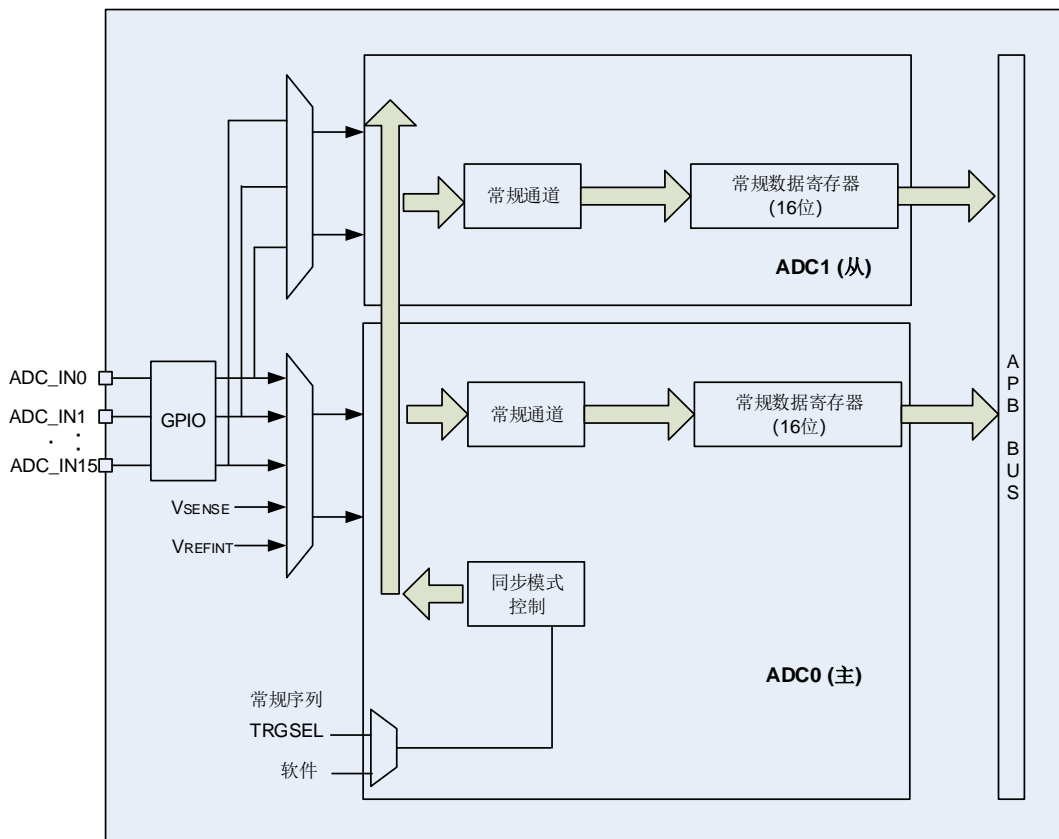 常规通道
常规数据寄存器
(16位)
ADC1 (从)
ADC_IN0
ADC_IN1
. .
. :
ADC_IN15
GPIO
VSENSE
VREFINT
常规通道
常规数据寄存器
(16位)
同步模式
控制
ADC0 (主)
常规序列
TRGSEL
软件
A
P
B
B
U
S